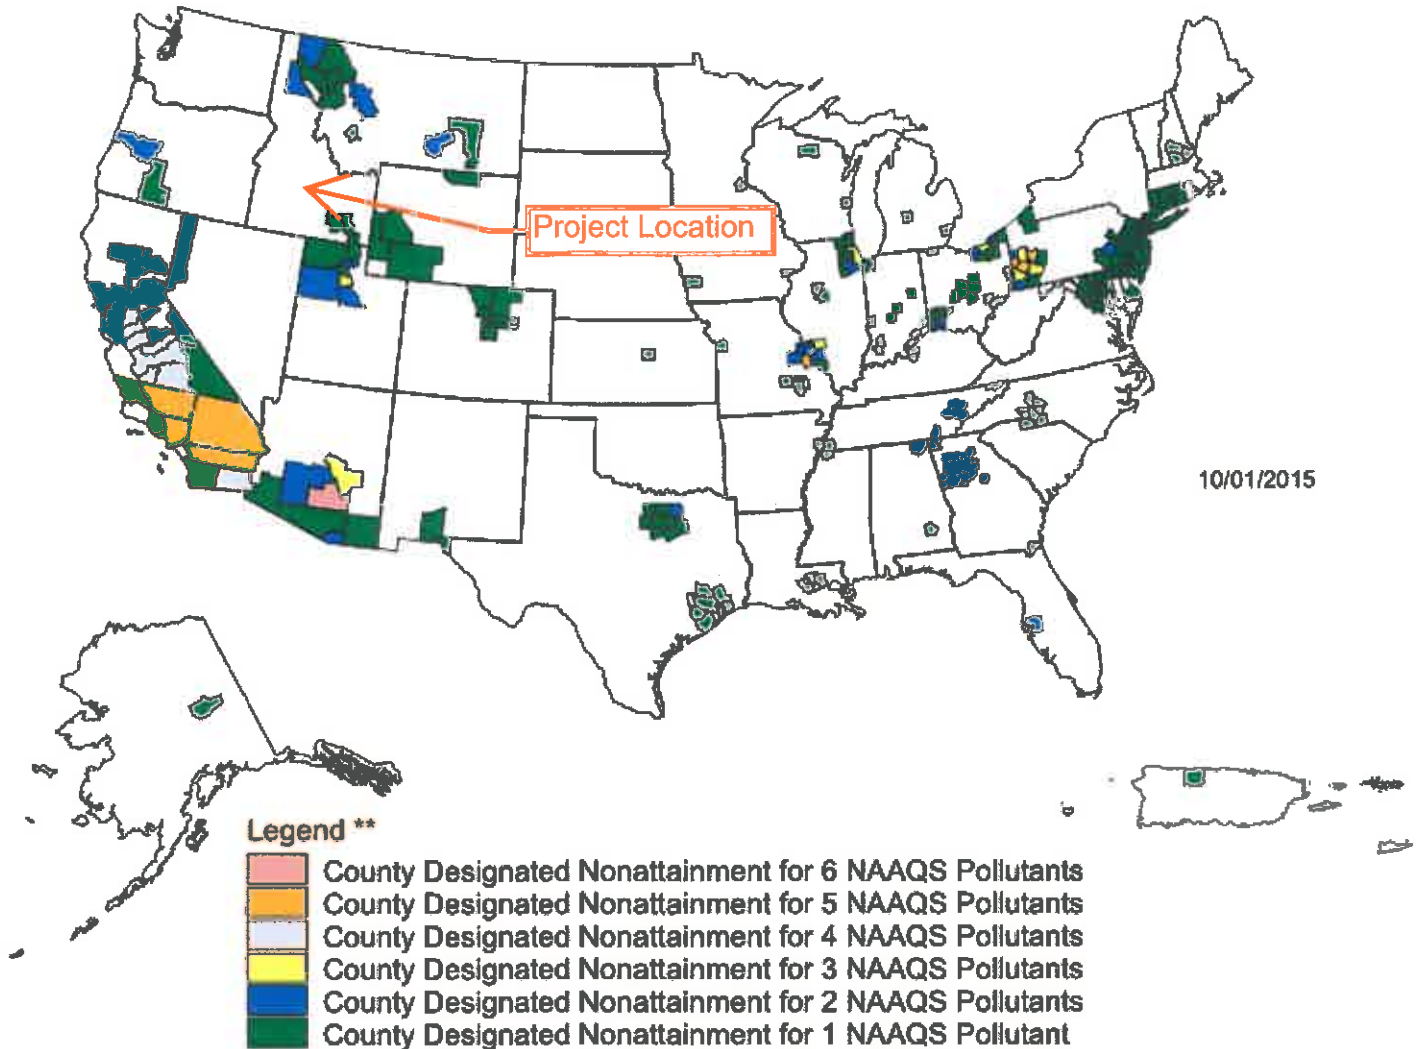 Project Location
10/01/2015
Legend **
County Designated Nonattainment for 6 NAAQS Pollutants
County Designated Nonattainment for 5 NAAQS Pollutants
County Designated Nonattainment for 4 NAAQS Pollutants
County Designated Nonattainment for 3 NAAQS Pollutants
County Designated Nonattainment for 2 NAAQS Pollutants
County Designated Nonattainment for 1 NAAQS Pollutant